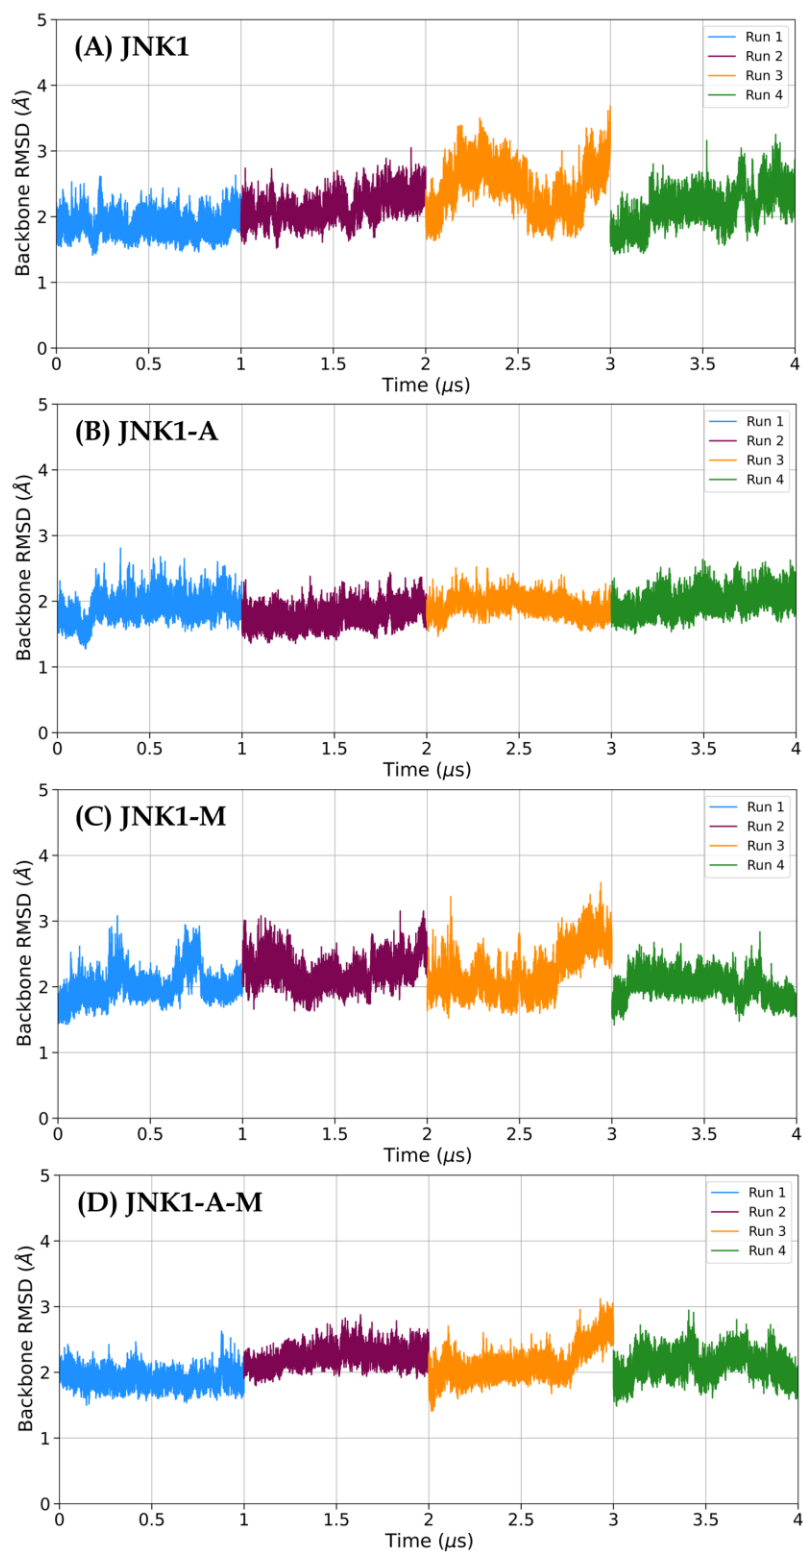 (A) JNK1
Run 1
Run 2
Run 3
Run 4
Backbone RMSD (Å)
5
4
3
2
1
0
0 0.5 1 1.5 2 2.5 3 3.5 4
Time (μs)
(B) JNK1-A
Run 1
Run 2
Run 3
Run 4
Backbone RMSD (Å)
5
4
3
2
1
0
0 0.5 1 1.5 2 2.5 3 3.5 4
Time (μs)
(C) JNK1-M
Run 1
Run 2
Run 3
Run 4
Backbone RMSD (Å)
5
4
3
2
1
0
0 0.5 1 1.5 2 2.5 3 3.5 4
Time (μs)
(D) JNK1-A-M
Run 1
Run 2
Run 3
Run 4
Backbone RMSD (Å)
5
4
3
2
1
0
0 0.5 1 1.5 2 2.5 3 3.5 4
Time (μs)